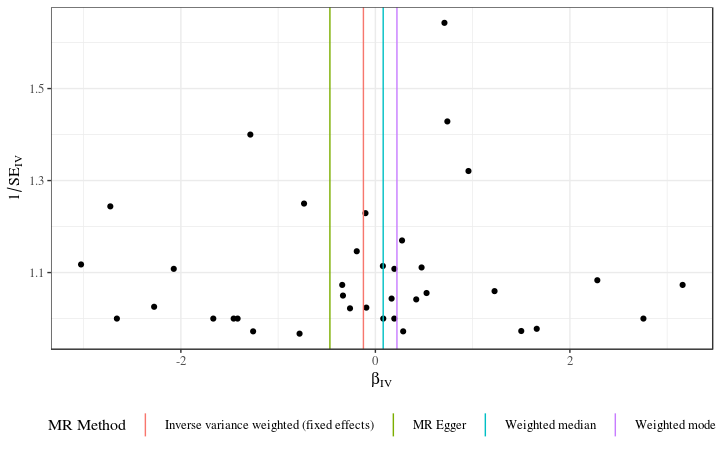 1.5
1.3
1.1
1/SE_IV
-2
0
2
β_IV
MR Method
Inverse variance weighted (fixed effects)
MR Egger
Weighted median
Weighted mode